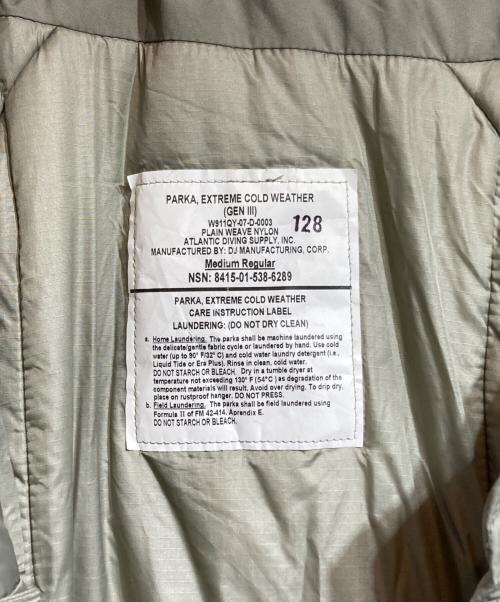 PARKA, EXTREME COLD WEATHER
(GEN III)
W911QY-07-D-0003
128
PLAIN WEAVE NYLON
ATLANTIC DIVING SUPPLY, INC.
MANUFACTURED BY: DJ MANUFACTURING, CORP.
Medium Regular
NSN: 8415-01-538-6289
PARKA, EXTREME COLD WEATHER
CARE INSTRUCTION LABEL
LAUNDERING: (DO NOT DRY CLEAN)
a. Home Laundering. The parka shall be machine laundered using
the delicate/gentle fabric cycle or laundered by hand. Use cold
water (up to 90° F/32° C) and cold water laundry detergent (i.e.,
Liquid Tide or Era Plus). Rinse in clean, cold water.
DO NOT STARCH OR BLEACH. Dry in a tumble dryer at
temperature not exceeding 130° F (54°C) as degradation of the
component materials will result. Avoid over drying. To drip dry,
place on rustproof hanger. DO NOT PRESS.
b. Field Laundering. The parka shall be field laundered using
Formula II of FM 42-414, Aprendix E.
DO NOT STARCH OR BLEACH.